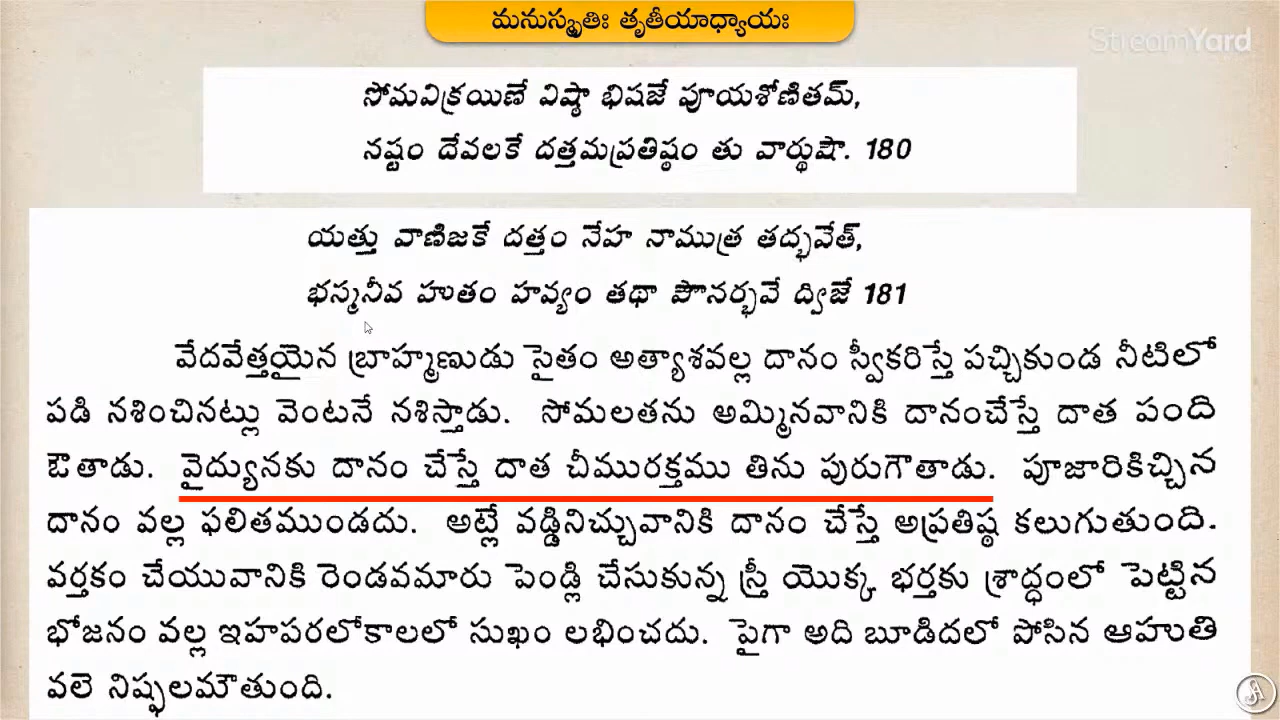 మనుస్మృతిః తృతీయాధ్యాయః
StreamYard
సోమవిక్రయిణే విష్ఠా భిషజే పూయశోణితమ్,
నష్టం దేవలకే దత్తమప్రతిష్ఠం తు వార్ధుషౌ. 180
యత్తు వాణిజకే దత్తం నేహ నాముత్ర తద్భవేత్,
భస్మనీవ హుతం హవ్యం తథా పౌనర్భవే ద్విజే 181
వేదవేత్తయైన బ్రాహ్మణుడు సైతం అత్యాశవల్ల దానం స్వీకరిస్తే పచ్చికుండ నీటిలో
పడి నశించినట్లు వెంటనే నశిస్తాడు. సోమలతను అమ్మినవానికి దానంచేస్తే దాత పంది
ఔతాడు. వైద్యునకు దానం చేస్తే దాత చీమురక్తము తిను పురుగౌతాడు. పూజారికిచ్చిన
దానం వల్ల ఫలితముండదు. అట్లే వడ్డినిచ్చువానికి దానం చేస్తే అప్రతిష్ఠ కలుగుతుంది.
వర్తకం చేయువానికి రెండవమారు పెండ్లి చేసుకున్న స్త్రీ యొక్క భర్తకు శ్రాద్ధంలో పెట్టిన
భోజనం వల్ల ఇహపరలోకాలలో సుఖం లభించదు. పైగా అది బూడిదలో పోసిన ఆహుతి
వలె నిష్ఫలమౌతుంది.